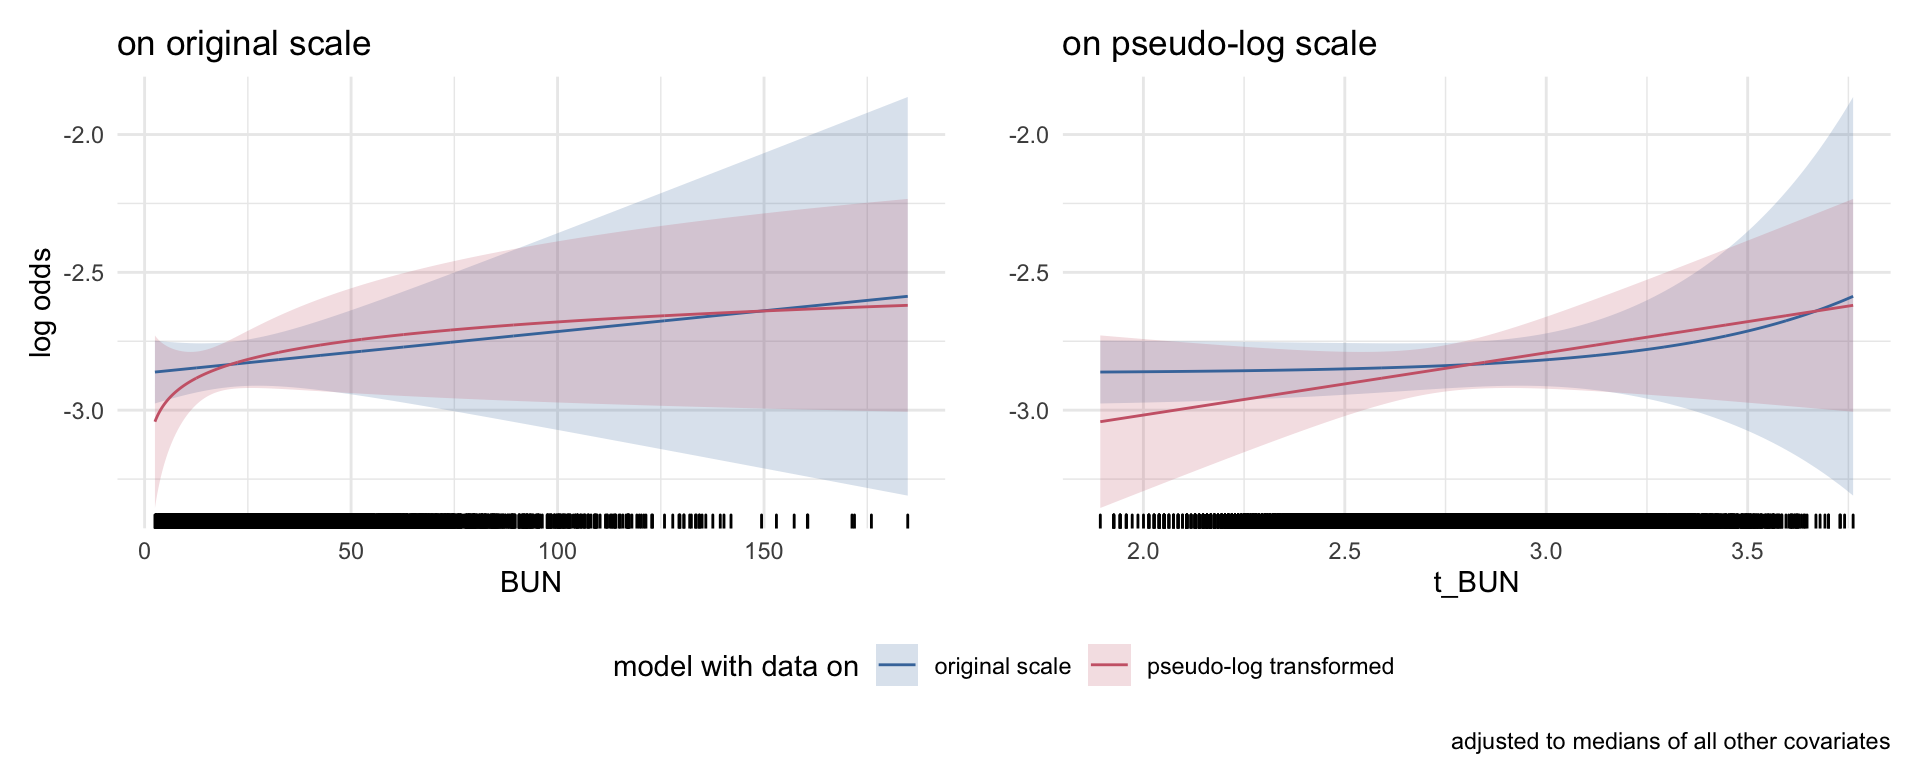 on original scale
on pseudo-log scale
log odds
-2.0
-2.5
-3.0
0 50 100 150
BUN
-2.0
-2.5
-3.0
2.0 2.5 3.0 3.5
t_BUN
model with data on original scale pseudo-log transformed
adjusted to medians of all other covariates